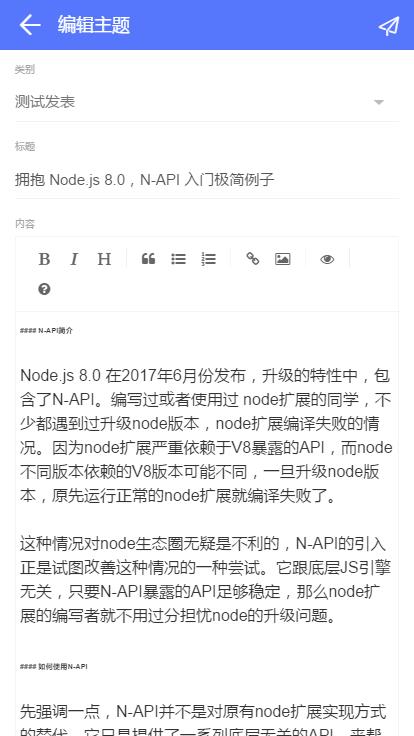 编辑主题
类别
测试发表
标题
拥抱 Node.js 8.0，N-API 入门极简例子
内容
B I H
#### N-API简介
Node.js 8.0 在2017年6月份发布，升级的特性中，包
含了N-API。编写过或者使用过 node扩展的同学，不
少都遇到过升级node版本，node扩展编译失败的情
况。因为node扩展严重依赖于V8暴露的API，而node
不同版本依赖的V8版本可能不同，一旦升级node版
本，原先运行正常的node扩展就编译失败了。
这种情况对node生态圈无疑是不利的，N-API的引入
正是试图改善这种情况的一种尝试。它跟底层JS引擎
无关，只要N-API暴露的API足够稳定，那么node扩
展的编写者就不用过分担忧node的升级问题。
#### 如何使用N-API
先强调一点，N-API并不是对原有node扩展实现方式
的替代，它只是提供了一系列底层无关的API，来帮